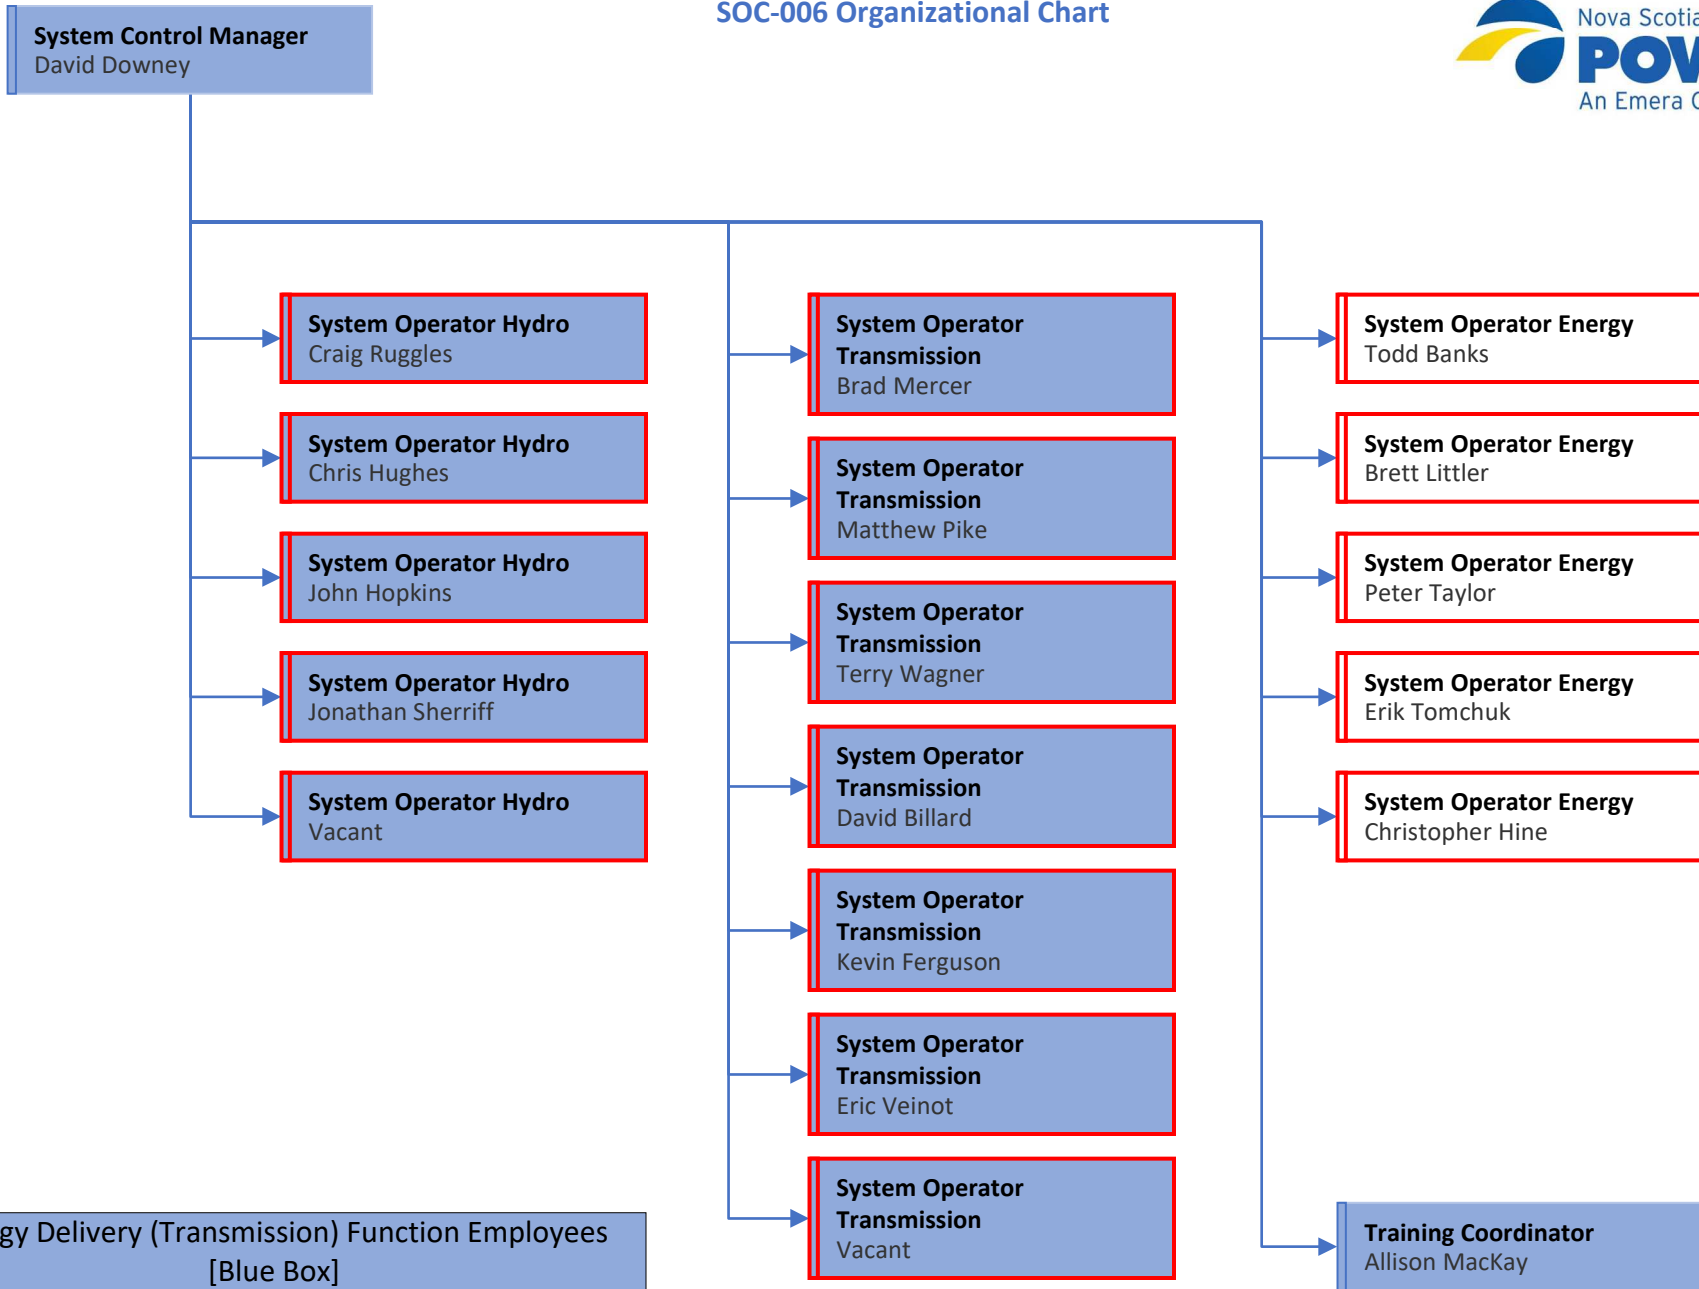 SOC-006 Organizational Chart
Nova Scotia
An Emera
System Control Manager
David Downey
System Operator Hydro
Craig Ruggles
System Operator Hydro
Chris Hughes
System Operator Hydro
John Hopkins
System Operator Hydro
Jonathan Sherriff
System Operator Hydro
Vacant
System Operator
Transmission
Brad Mercer
System Operator
Transmission
Matthew Pike
System Operator
Transmission
Terry Wagner
System Operator
Transmission
David Billard
System Operator
Transmission
Kevin Ferguson
System Operator
Transmission
Eric Veinot
System Operator
Transmission
Vacant
System Operator Energy
Todd Banks
System Operator Energy
Brett Littler
System Operator Energy
Peter Taylor
System Operator Energy
Erik Tomchuk
System Operator Energy
Christopher Hine
Training Coordinator
Allison MacKay
gy Delivery (Transmission) Function Employees
[Blue Box]